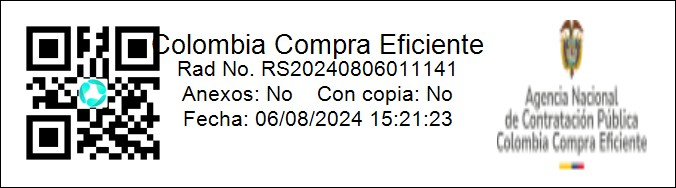 Colombia Compra Eficiente
Rad No. RS20240806011141
Anexos: No    Con copia: No
Fecha: 06/08/2024 15:21:23
Agencia Nacional
de Contratación Pública
Colombia Compra Eficiente